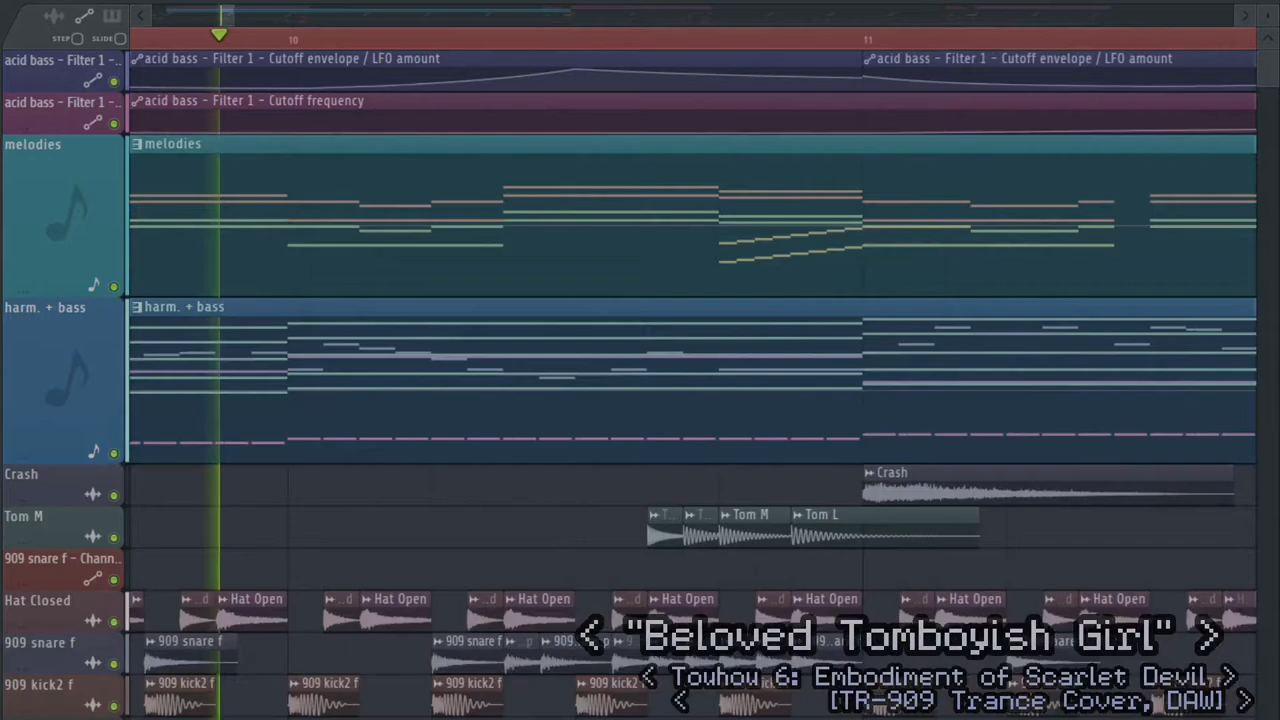 STEP SLIDE
10 11
acid bass - Filter 1 -.. acid bass - Filter 1 - Cutoff envelope / LFO amount acid bass - Filter 1 - Cutoff envelope / LFO amount
acid bass - Filter 1 -.. acid bass - Filter 1 - Cutoff frequency
melodies melodies
harm. + bass harm. + bass
Crash Crash
Tom M T.. T.. Tom M Tom L
909 snare f - Chann..
Hat Closed ..d Hat Open ..d Hat Open ..d Hat Open ..d Hat Open ..d Hat Open ..d Hat Open ..d Hat Open ..d H
909 snare f 909 snare f 909 snare f ..p 909
909 kick2 f 909 kick2 f 909 kick2 f 909 kick2 f 909 kick2 f
< "Beloved Tomboyish Girl" >
< Touhou 6: Embodiment of Scarlet Devil>
< [TR-909 Trance Cover, DAW] >